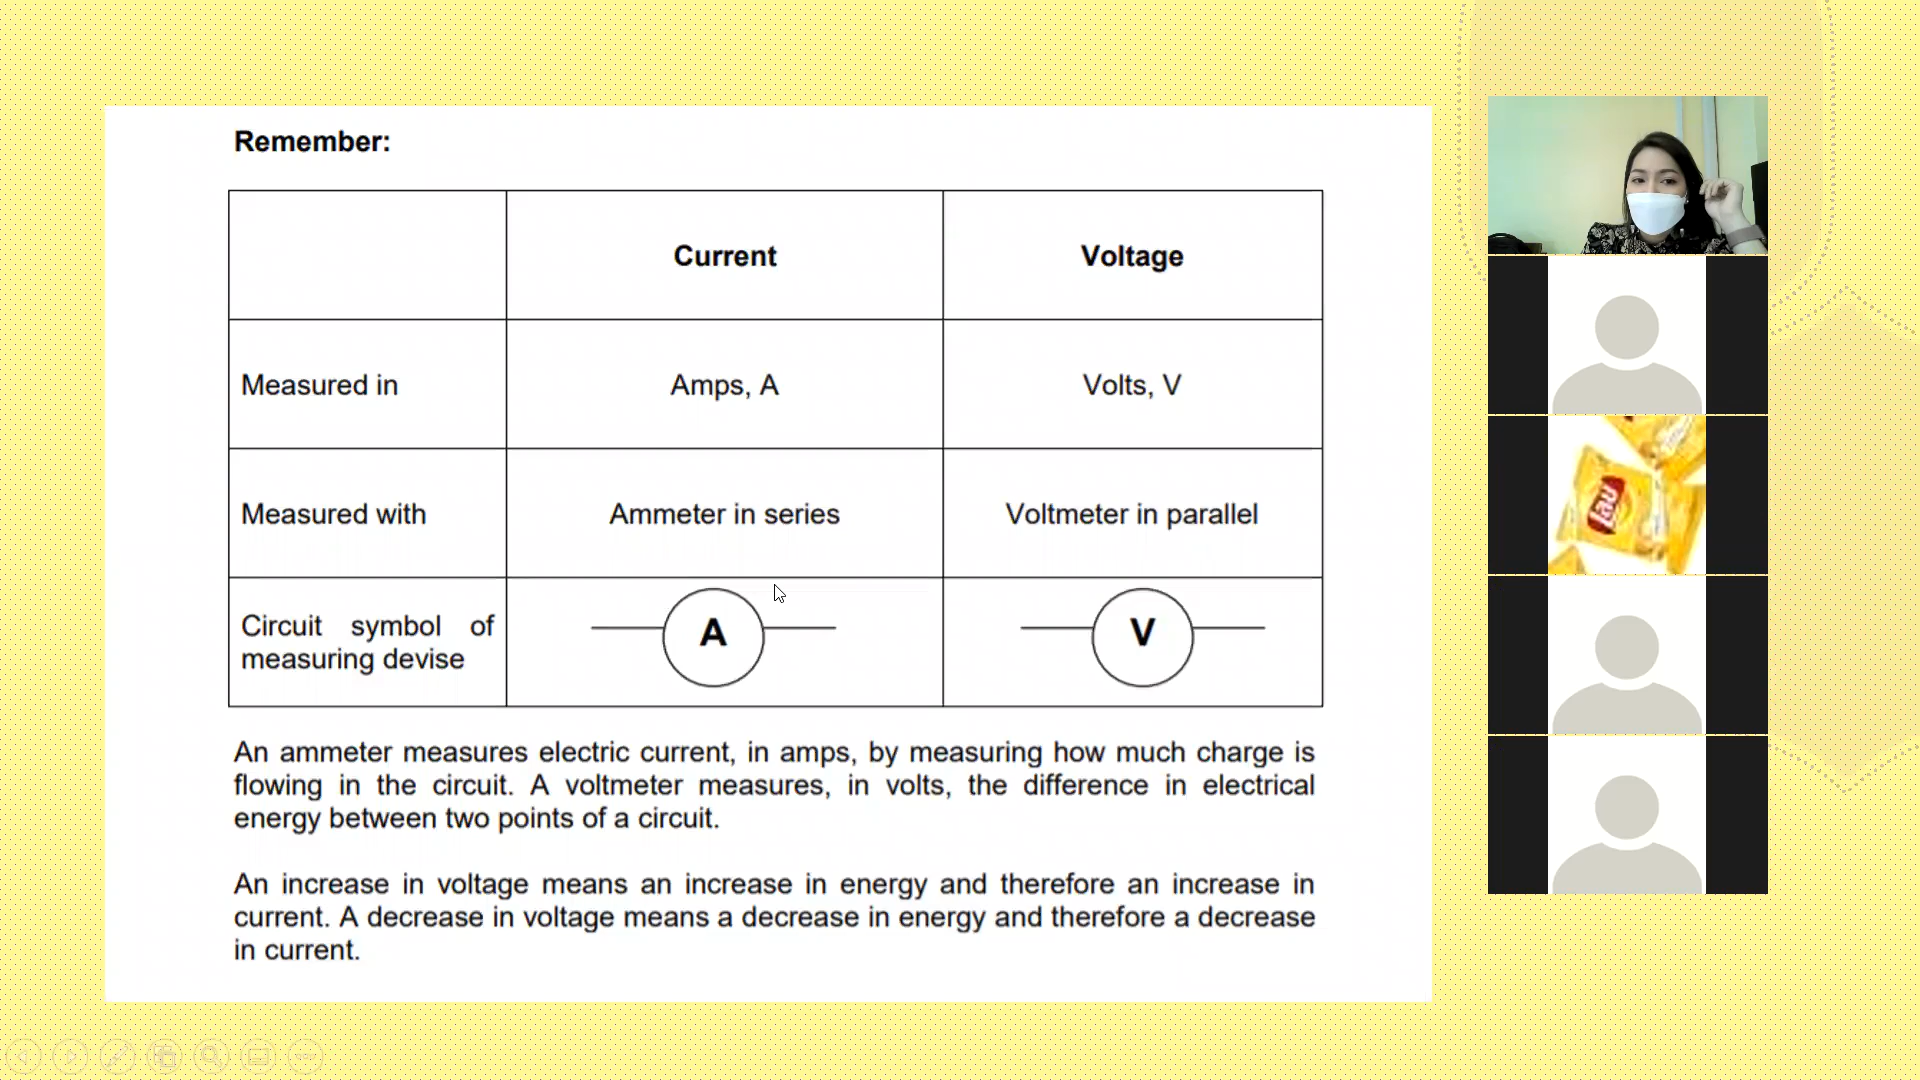 Remember:
Current Voltage
Measured in Amps, A Volts, V
Measured with Ammeter in series Voltmeter in parallel
Circuit symbol of
measuring devise
A V
An ammeter measures electric current, in amps, by measuring how much charge is
flowing in the circuit. A voltmeter measures, in volts, the difference in electrical
energy between two points of a circuit.
An increase in voltage means an increase in energy and therefore an increase in
current. A decrease in voltage means a decrease in energy and therefore a decrease
in current.